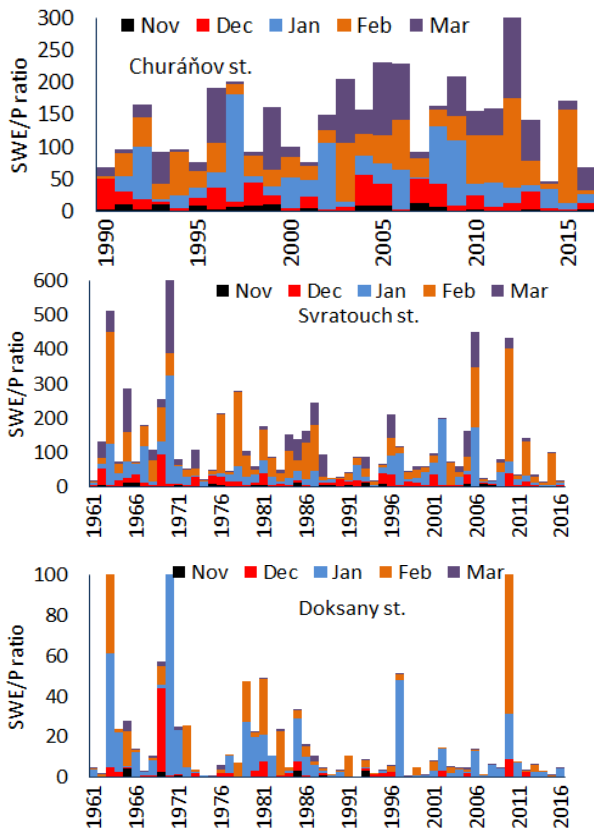 300
Nov Dec Jan Feb Mar
250
Churáňov st.
200
150
100
50
0
SWE/P ratio
1990 1995 2000 2005 2010 2015
600
Nov Dec Jan Feb Mar
500
Svratouch st.
400
300
200
100
0
SWE/P ratio
1961 1966 1971 1976 1981 1986 1991 1996 2001 2006 2011 2016
100
Nov Dec Jan Feb Mar
80
Doksany st.
60
40
20
0
SWE/P ratio
1961 1966 1971 1976 1981 1986 1991 1996 2001 2006 2011 2016